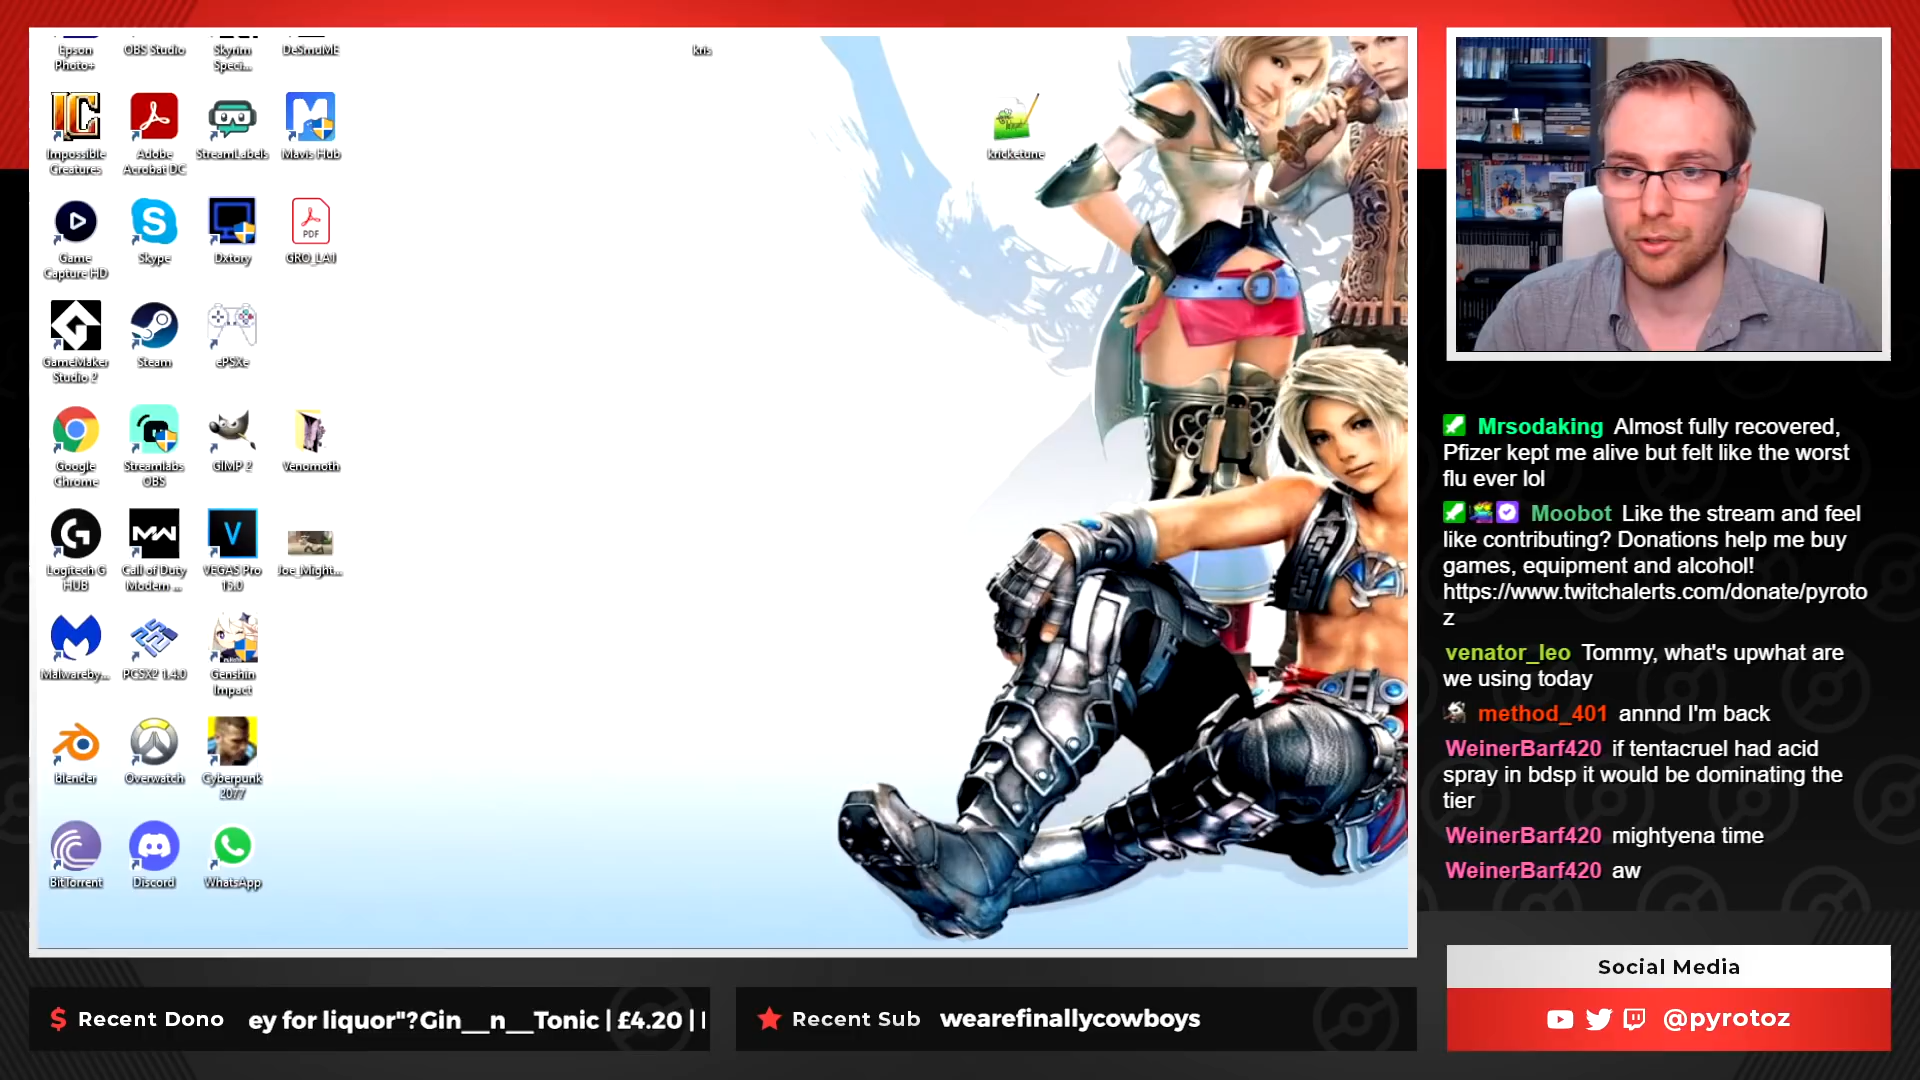 Epson
Photo+
OBS Studio
Skyrim
Speci...
DeSmuME
kris
Impossible
Creatures
Adobe
Acrobat DC
StreamLabels
Mavis Hub
kricketune
Game
Capture HD
Skype
Dxtory
PDF
GRO_LA1
GameMaker
Studio 2
Steam
ePSXe
Google
Chrome
Streamlabs
OBS
GIMP 2
Venomoth
Logitech G
HUB
Call of Duty
Modern ...
VEGAS Pro
15.0
Joe_Might...
Malwareby...
PCSX2 1.4.0
Genshin
Impact
blender
Overwatch
Cyberpunk
2077
BitTorrent
Discord
WhatsApp
Mrsodaking Almost fully recovered,
Pfizer kept me alive but felt like the worst
flu ever lol
Moobot Like the stream and feel
like contributing? Donations help me buy
games, equipment and alcohol!
https://www.twitchalerts.com/donate/pyroto
z
venator_leo Tommy, what's upwhat are
we using today
method_401 annnd I'm back
WeinerBarf420 if tentacruel had acid
spray in bdsp it would be dominating the
tier
WeinerBarf420 mightyena time
WeinerBarf420 aw
Social Media
@pyrotoz
$ Recent Dono ey for liquor"?Gin__n__Tonic | £4.20 |
Recent Sub wearefinallycowboys